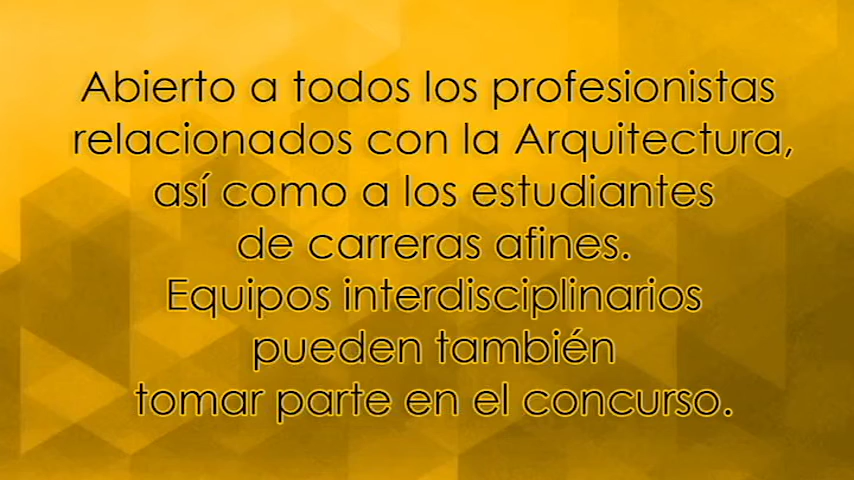 Abierto a todos los profesionistas
relacionados con la Arquitectura,
así como a los estudiantes
de carreras afines.
Equipos interdisciplinarios
pueden también
tomar parte en el concurso.